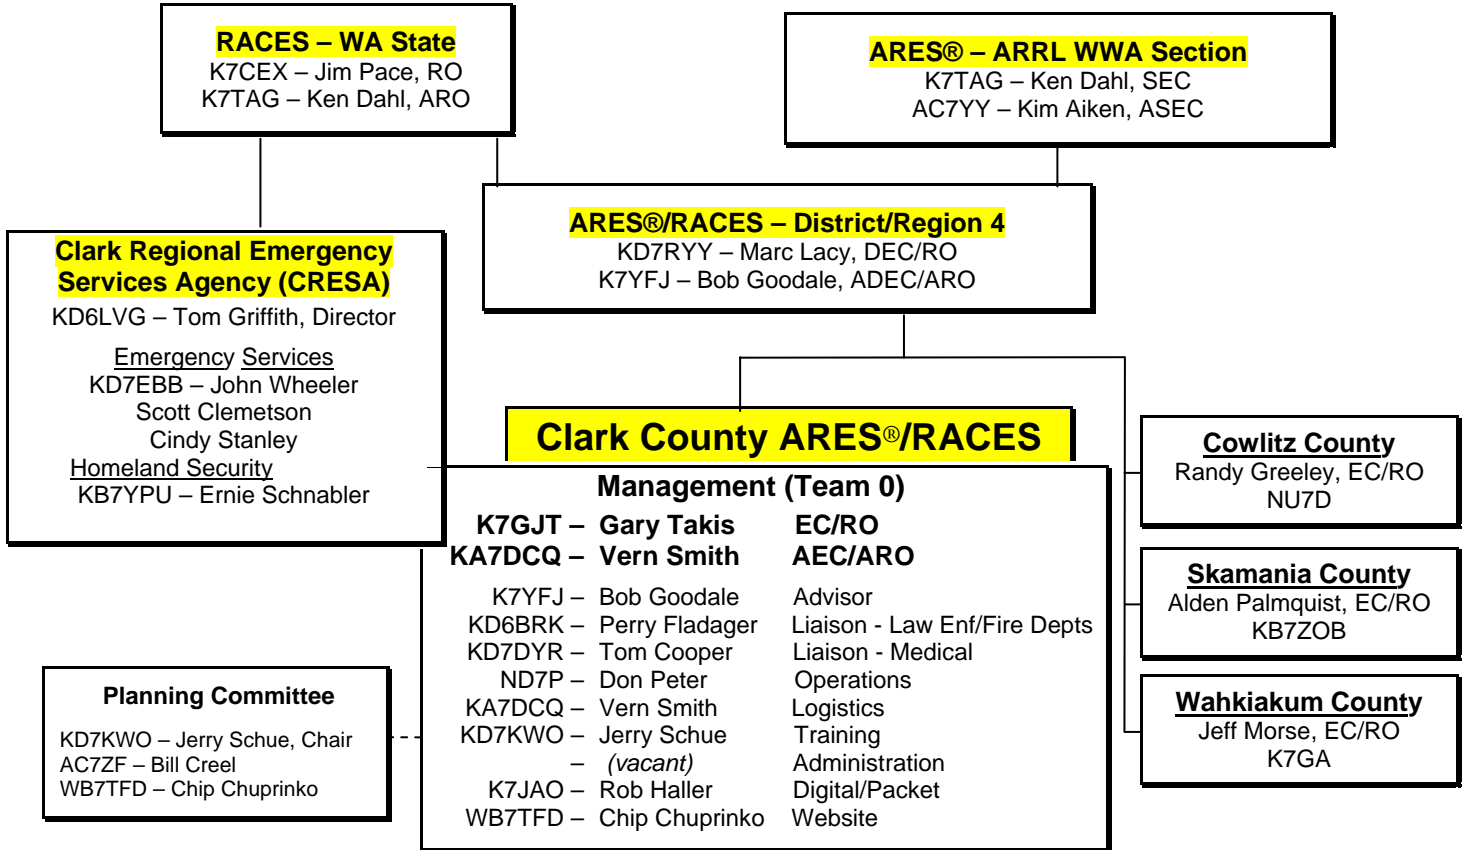 RACES – WA State
K7CEX – Jim Pace, RO
K7TAG – Ken Dahl, ARO
ARES® – ARRL WWA Section
K7TAG – Ken Dahl, SEC
AC7YY – Kim Aiken, ASEC
ARES®/RACES – District/Region 4
KD7RYY – Marc Lacy, DEC/RO
K7YFJ – Bob Goodale, ADEC/ARO
Clark Regional Emergency
Services Agency (CRESA)
KD6LVG – Tom Griffith, Director
Emergency Services
KD7EBB – John Wheeler
Scott Clemetson
Cindy Stanley
Homeland Security
KB7YPU – Ernie Schnabler
Clark County ARES®/RACES
Management (Team 0)
K7GJT – Gary Takis EC/RO
KA7DCQ – Vern Smith AEC/ARO
K7YFJ – Bob Goodale Advisor
KD6BRK – Perry Fladager Liaison - Law Enf/Fire Depts
KD7DYR – Tom Cooper Liaison - Medical
ND7P – Don Peter Operations
KA7DCQ – Vern Smith Logistics
KD7KWO – Jerry Schue Training
– (vacant) Administration
K7JAO – Rob Haller Digital/Packet
WB7TFD – Chip Chuprinko Website
Cowlitz County
Randy Greeley, EC/RO
NU7D
Skamania County
Alden Palmquist, EC/RO
KB7ZOB
Wahkiakum County
Jeff Morse, EC/RO
K7GA
Planning Committee
KD7KWO – Jerry Schue, Chair
AC7ZF – Bill Creel
WB7TFD – Chip Chuprinko